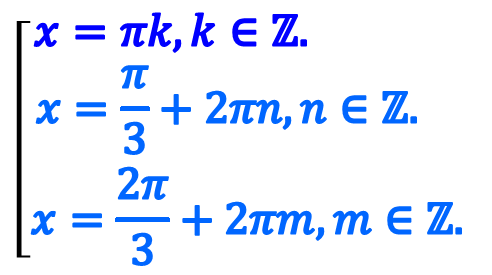 x = πk, k ∈ ℤ.
x = π/3 + 2πn, n ∈ ℤ.
x = 2π/3 + 2πm, m ∈ ℤ.